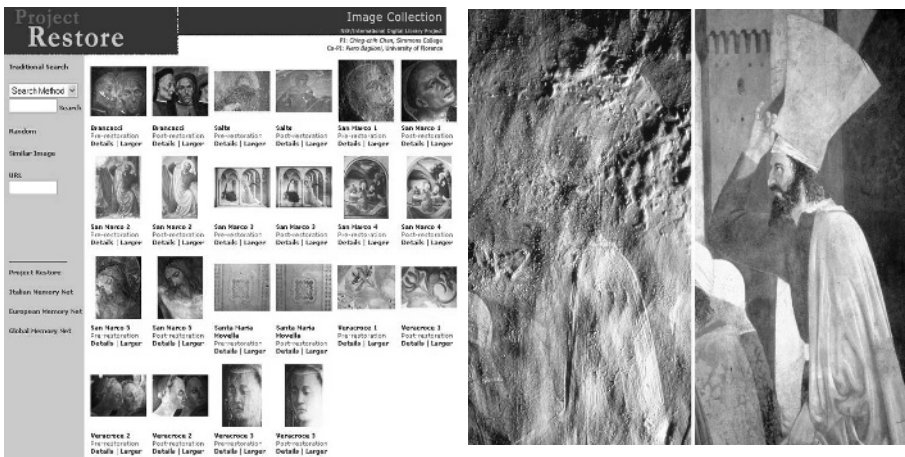 Project
Restore
Image Collection
NSF/International Digital Library Project
PI: Ching-chih Chen, Simmons College
Co-PI: Piero Baglioni, University of Florence
Traditional Search
Search Method
Search
Random
Similar Image
URL
Project Restore
Italian Memory Net
European Memory Net
Global Memory Net
Brancacci
Pre-restoration
Details | Larger
Brancacci
Post-restoration
Details | Larger
Salte
Pre-restoration
Details | Larger
Salte
Post-restoration
Details | Larger
San Marco 1
Pre-restoration
Details | Larger
San Marco 1
Post-restoration
Details | Larger
San Marco 2
Pre-restoration
Details | Larger
San Marco 2
Post-restoration
Details | Larger
San Marco 3
Pre-restoration
Details | Larger
San Marco 3
Post-restoration
Details | Larger
San Marco 4
Pre-restoration
Details | Larger
San Marco 4
Post-restoration
Details | Larger
San Marco 5
Pre-restoration
Details | Larger
San Marco 5
Post-restoration
Details | Larger
Santa Maria
Novella
Pre-restoration
Details | Larger
Santa Maria
Novella
Post-restoration
Details | Larger
Veracroce 1
Pre-restoration
Details | Larger
Veracroce 1
Post-restoration
Details | Larger
Veracroce 2
Pre-restoration
Details | Larger
Veracroce 2
Post-restoration
Details | Larger
Veracroce 3
Pre-restoration
Details | Larger
Veracroce 3
Post-restoration
Details | Larger